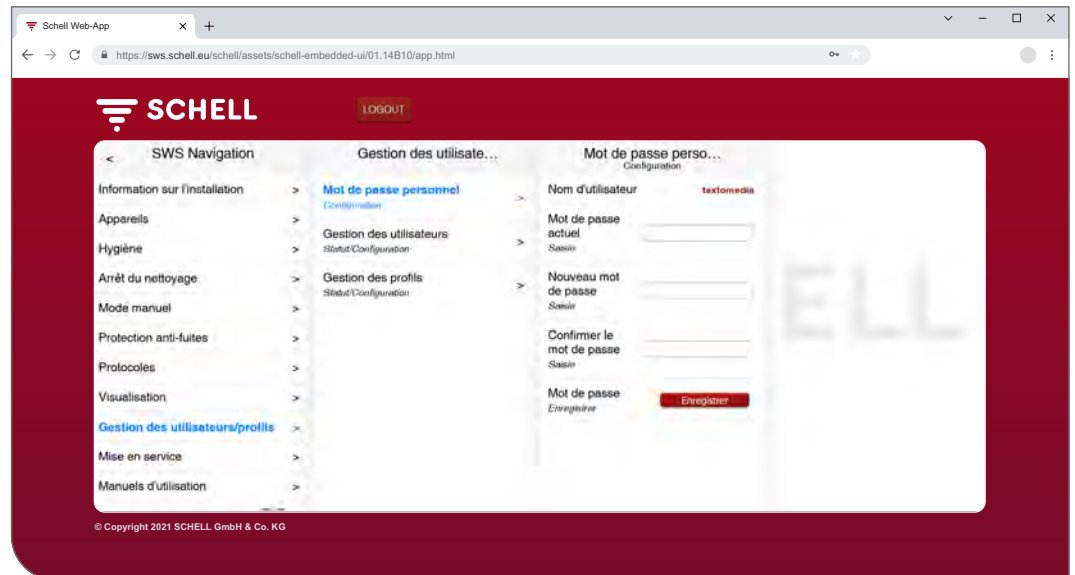 Schell Web-App
https://sws.schell.eu/schell/assets/schell-embedded-ui/01.14B10/app.html
SCHELL
LOGOUT
< SWS Navigation
Information sur l'installation >
Appareils >
Hygiène >
Arrêt du nettoyage >
Mode manuel >
Protection anti-fuites >
Protocoles >
Visualisation >
Gestion des utilisateurs/profils >
Mise en service >
Manuels d'utilisation >
Gestion des utilisate…
Mot de passe personnel >
Configuration
Gestion des utilisateurs >
Statut/Configuration
Gestion des profils >
Statut/Configuration
Mot de passe perso…
Configuration
Nom d'utilisateur textomedia
Mot de passe
actuel
Saisie
Nouveau mot
de passe
Saisie
Confirmer le
mot de passe
Saisie
Mot de passe
Enregistrer
Enregistrer
ELL
© Copyright 2021 SCHELL GmbH & Co. KG